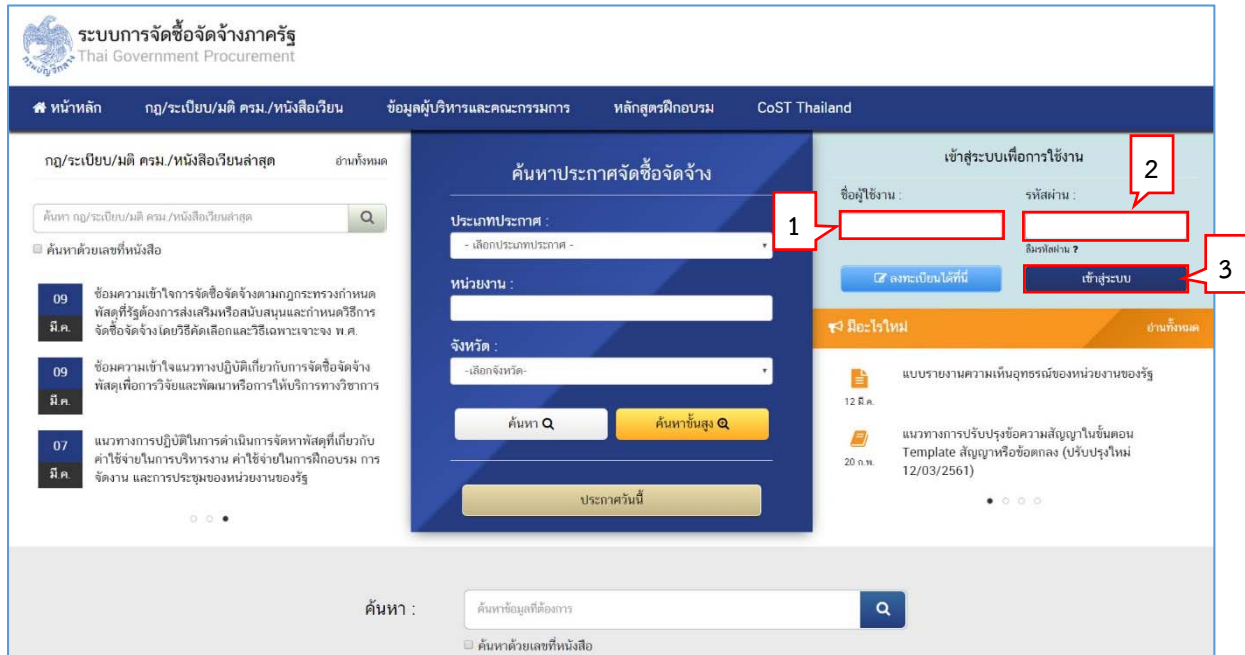 ระบบการจัดซื้อจัดจ้างภาครัฐ
Thai Government Procurement
กรมบัญชีกลาง
หน้าหลัก
กฎ/ระเบียบ/มติ ครม./หนังสือเวียน
ข้อมูลผู้บริหารและคณะกรรมการ
หลักสูตรฝึกอบรม
CoST Thailand
กฎ/ระเบียบ/มติ ครม./หนังสือเวียนล่าสุด
อ่านทั้งหมด
ค้นหา กฎ/ระเบียบ/มติ ครม./หนังสือเวียนล่าสุด
ค้นหาด้วยเลขที่หนังสือ
09
มี.ค.
ซ้อมความเข้าใจการจัดซื้อจัดจ้างตามกฎกระทรวงกำหนด
พัสดุที่รัฐต้องการส่งเสริมหรือสนับสนุนและกำหนดวิธีการ
จัดซื้อจัดจ้างโดยวิธีคัดเลือกและวิธีเฉพาะเจาะจง พ.ศ.
09
มี.ค.
ซ้อมความเข้าใจแนวทางปฏิบัติเกี่ยวกับการจัดซื้อจัดจ้าง
พัสดุเพื่อการวิจัยและพัฒนาหรือการให้บริการทางวิชาการ
07
มี.ค.
แนวทางการปฏิบัติในการดำเนินการจัดหาพัสดุที่เกี่ยวกับ
ค่าใช้จ่ายในการบริหารงาน ค่าใช้จ่ายในการฝึกอบรม การ
จัดงาน และการประชุมของหน่วยงานของรัฐ
ค้นหาประกาศจัดซื้อจัดจ้าง
ประเภทประกาศ :
- เลือกประเภทประกาศ -
หน่วยงาน :
จังหวัด :
-เลือกจังหวัด-
ค้นหา
ค้นหาขั้นสูง
ประกาศวันนี้
เข้าสู่ระบบเพื่อการใช้งาน
ชื่อผู้ใช้งาน :
รหัสผ่าน :
1
2
ลืมรหัสผ่าน ?
ลงทะเบียนได้ที่นี่
เข้าสู่ระบบ
3
มีอะไรใหม่
อ่านทั้งหมด
12 มี.ค.
แบบรายงานความเห็นอุทธรณ์ของหน่วยงานของรัฐ
20 ก.พ.
แนวทางการปรับปรุงข้อความสัญญาในขั้นตอน
Template สัญญาหรือข้อตกลง (ปรับปรุงใหม่
12/03/2561)
ค้นหา :
ค้นหาข้อมูลที่ต้องการ
ค้นหาด้วยเลขที่หนังสือ